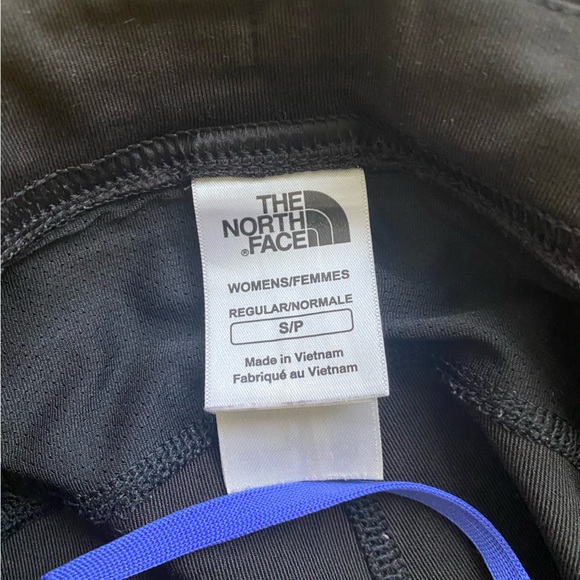 THE
NORTH
FACE®
WOMENS/FEMMES
REGULAR/NORMALE
S/P
Made in Vietnam
Fabriqué au Vietnam